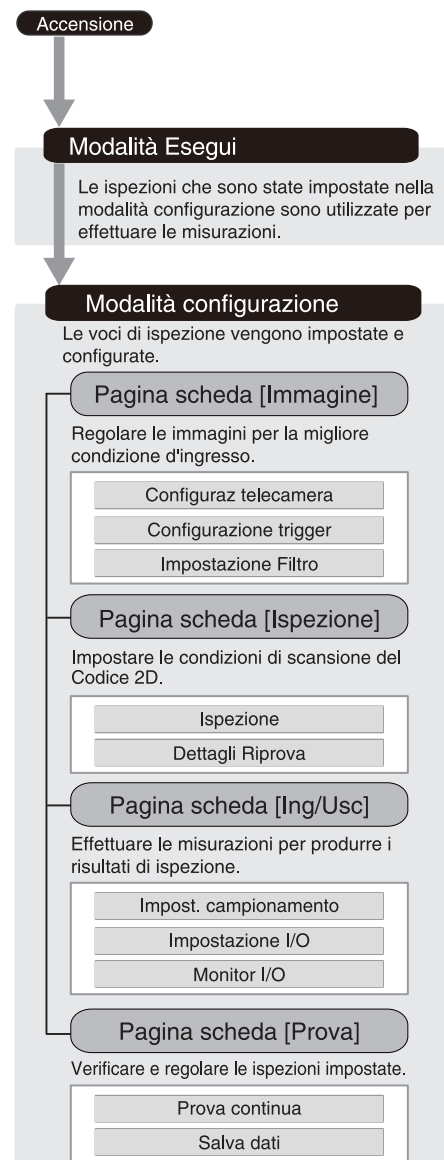 Accensione
Modalità Esegui
Le ispezioni che sono state impostate nella
modalità configurazione sono utilizzate per
effettuare le misurazioni.
Modalità configurazione
Le voci di ispezione vengono impostate e
configurate.
Pagina scheda [Immagine]
Regolare le immagini per la migliore
condizione d'ingresso.
Configuraz telecamera
Configurazione trigger
Impostazione Filtro
Pagina scheda [Ispezione]
Impostare le condizioni di scansione del
Codice 2D.
Ispezione
Dettagli Riprova
Pagina scheda [Ing/Usc]
Effettuare le misurazioni per produrre i
risultati di ispezione.
Impost. campionamento
Impostazione I/O
Monitor I/O
Pagina scheda [Prova]
Verificare e regolare le ispezioni impostate.
Prova continua
Salva dati